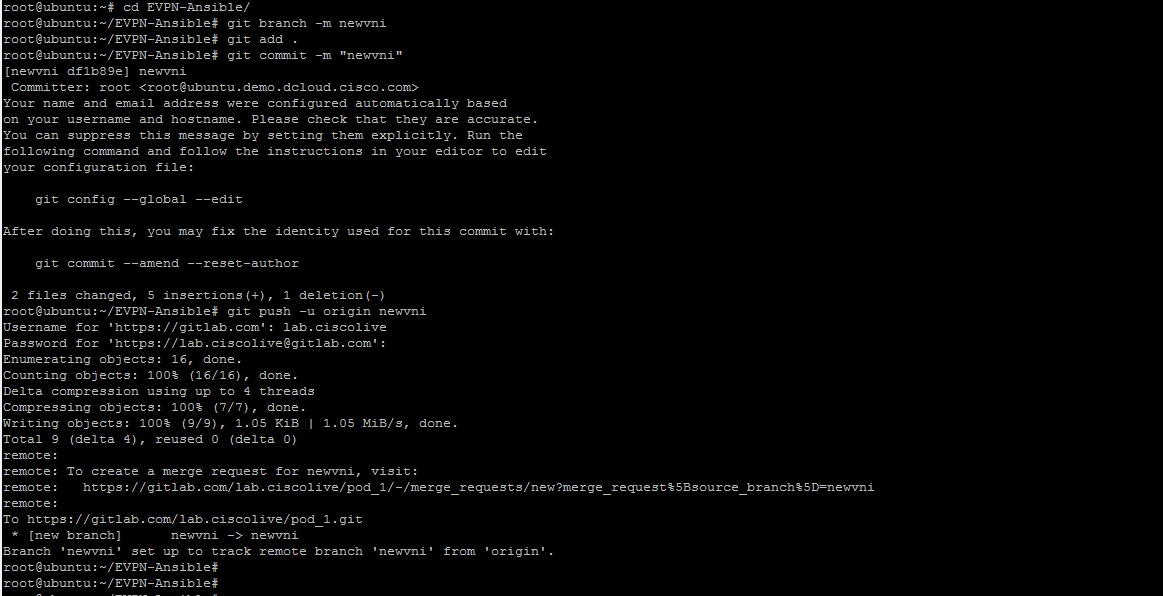 root@ubuntu:~# cd EVPN-Ansible/
root@ubuntu:~/EVPN-Ansible# git branch -m newvni
root@ubuntu:~/EVPN-Ansible# git add .
root@ubuntu:~/EVPN-Ansible# git commit -m "newvni"
[newvni df1b89e] newvni
 Committer: root <root@ubuntu.demo.dcloud.cisco.com>
Your name and email address were configured automatically based
on your username and hostname. Please check that they are accurate.
You can suppress this message by setting them explicitly. Run the
following command and follow the instructions in your editor to edit
your configuration file:

    git config --global --edit

After doing this, you may fix the identity used for this commit with:

    git commit --amend --reset-author

 2 files changed, 5 insertions(+), 1 deletion(-)
root@ubuntu:~/EVPN-Ansible# git push -u origin newvni
Username for 'https://gitlab.com': lab.ciscolive
Password for 'https://lab.ciscolive@gitlab.com':
Enumerating objects: 16, done.
Counting objects: 100% (16/16), done.
Delta compression using up to 4 threads
Compressing objects: 100% (7/7), done.
Writing objects: 100% (9/9), 1.05 KiB | 1.05 MiB/s, done.
Total 9 (delta 4), reused 0 (delta 0)
remote:
remote: To create a merge request for newvni, visit:
remote:   https://gitlab.com/lab.ciscolive/pod_1/-/merge_requests/new?merge_request%5Bsource_branch%5D=newvni
remote:
To https://gitlab.com/lab.ciscolive/pod_1.git
 * [new branch]      newvni -> newvni
Branch 'newvni' set up to track remote branch 'newvni' from 'origin'.
root@ubuntu:~/EVPN-Ansible#
root@ubuntu:~/EVPN-Ansible#